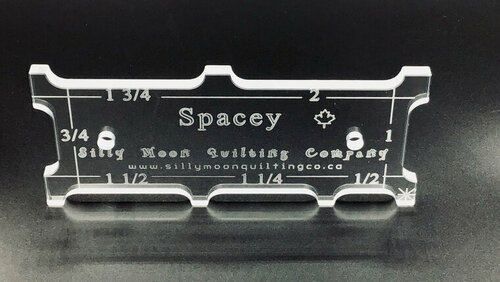 1 3/4 2
Spacey
3/4 1
Silly Moon Quilting Company
www.sillymoonquiltingco.ca
1 1/2 1 1/4 1/2